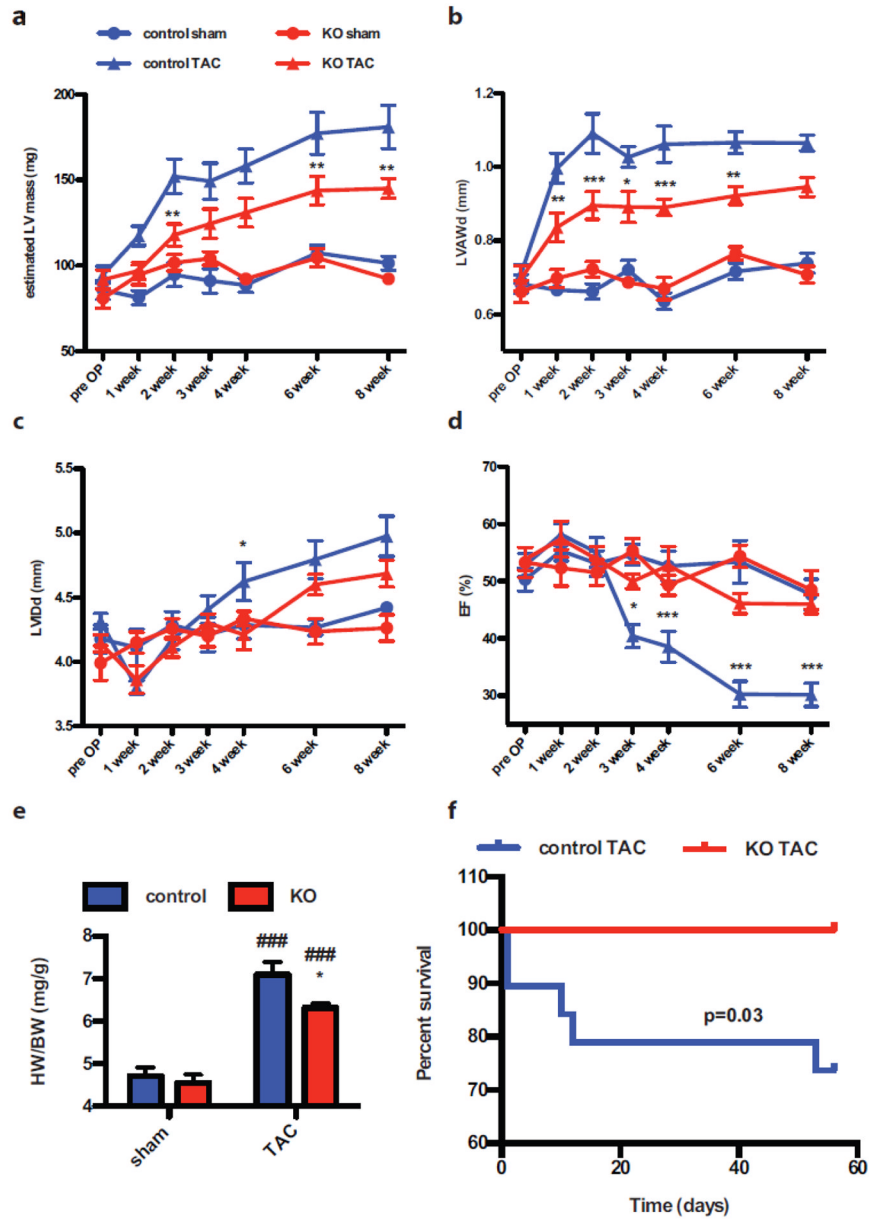 a
control sham
KO sham
control TAC
KO TAC
estimated LV mass (mg)
200
150
100
50
**
**
**
pre OP
1 week
2 week
3 week
4 week
6 week
8 week
b
LVAWd (mm)
1.2
1.0
0.8
0.6
**
***
*
***
**
pre OP
1 week
2 week
3 week
4 week
6 week
8 week
c
LVIDd (mm)
5.5
5.0
4.5
4.0
3.5
*
pre OP
1 week
2 week
3 week
4 week
6 week
8 week
d
EF (%)
70
60
50
40
30
*
***
***
***
pre OP
1 week
2 week
3 week
4 week
6 week
8 week
e
control
KO
HW/BW (mg/g)
8
7
6
5
4
###
###
*
sham
TAC
f
control TAC
KO TAC
Percent survival
110
100
90
80
70
60
p=0.03
0
20
40
60
Time (days)